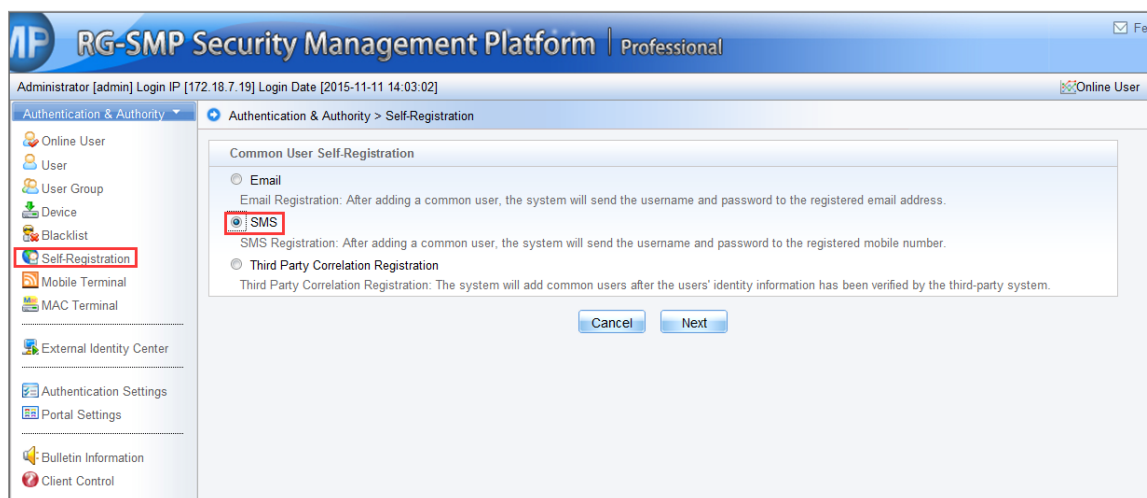 RG-SMP Security Management Platform | Professional
Administrator [admin] Login IP [172.18.7.19] Login Date [2015-11-11 14:03:02]
Online User
Authentication & Authority
Authentication & Authority > Self-Registration
Online User
User
User Group
Device
Blacklist
Self-Registration
Mobile Terminal
MAC Terminal
External Identity Center
Authentication Settings
Portal Settings
Bulletin Information
Client Control
Common User Self-Registration
Email
Email Registration: After adding a common user, the system will send the username and password to the registered email address.
SMS
SMS Registration: After adding a common user, the system will send the username and password to the registered mobile number.
Third Party Correlation Registration
Third Party Correlation Registration: The system will add common users after the users' identity information has been verified by the third-party system.
Cancel
Next